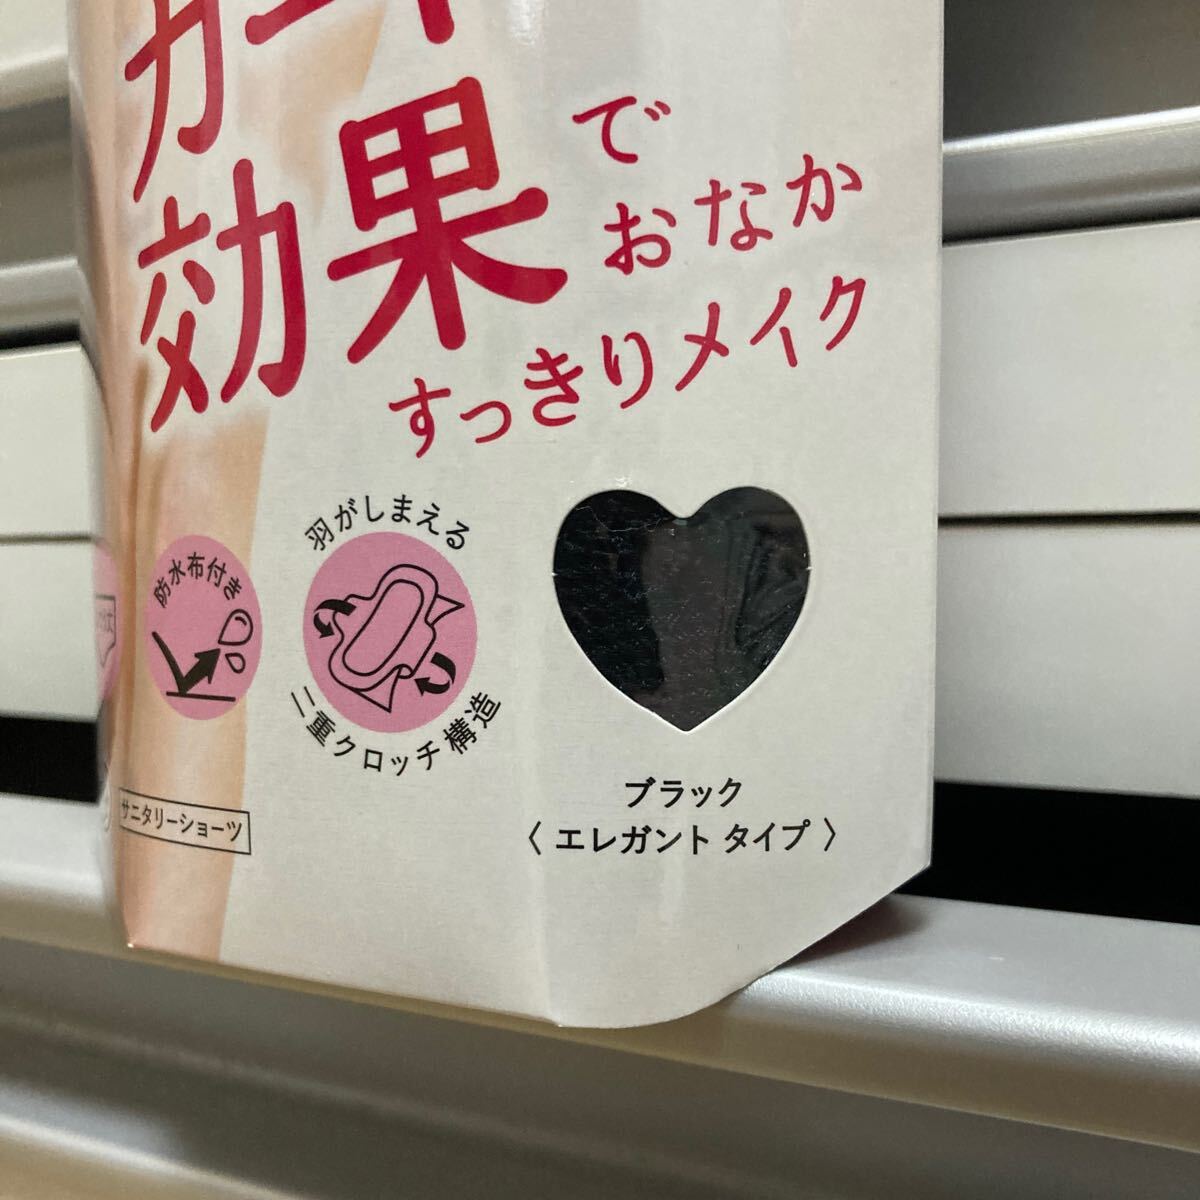 効果で
おなか
すっきりメイク
防水布付き
羽がしまえる
二重クロッチ構造
サニタリーショーツ
ブラック
〈エレガント タイプ〉